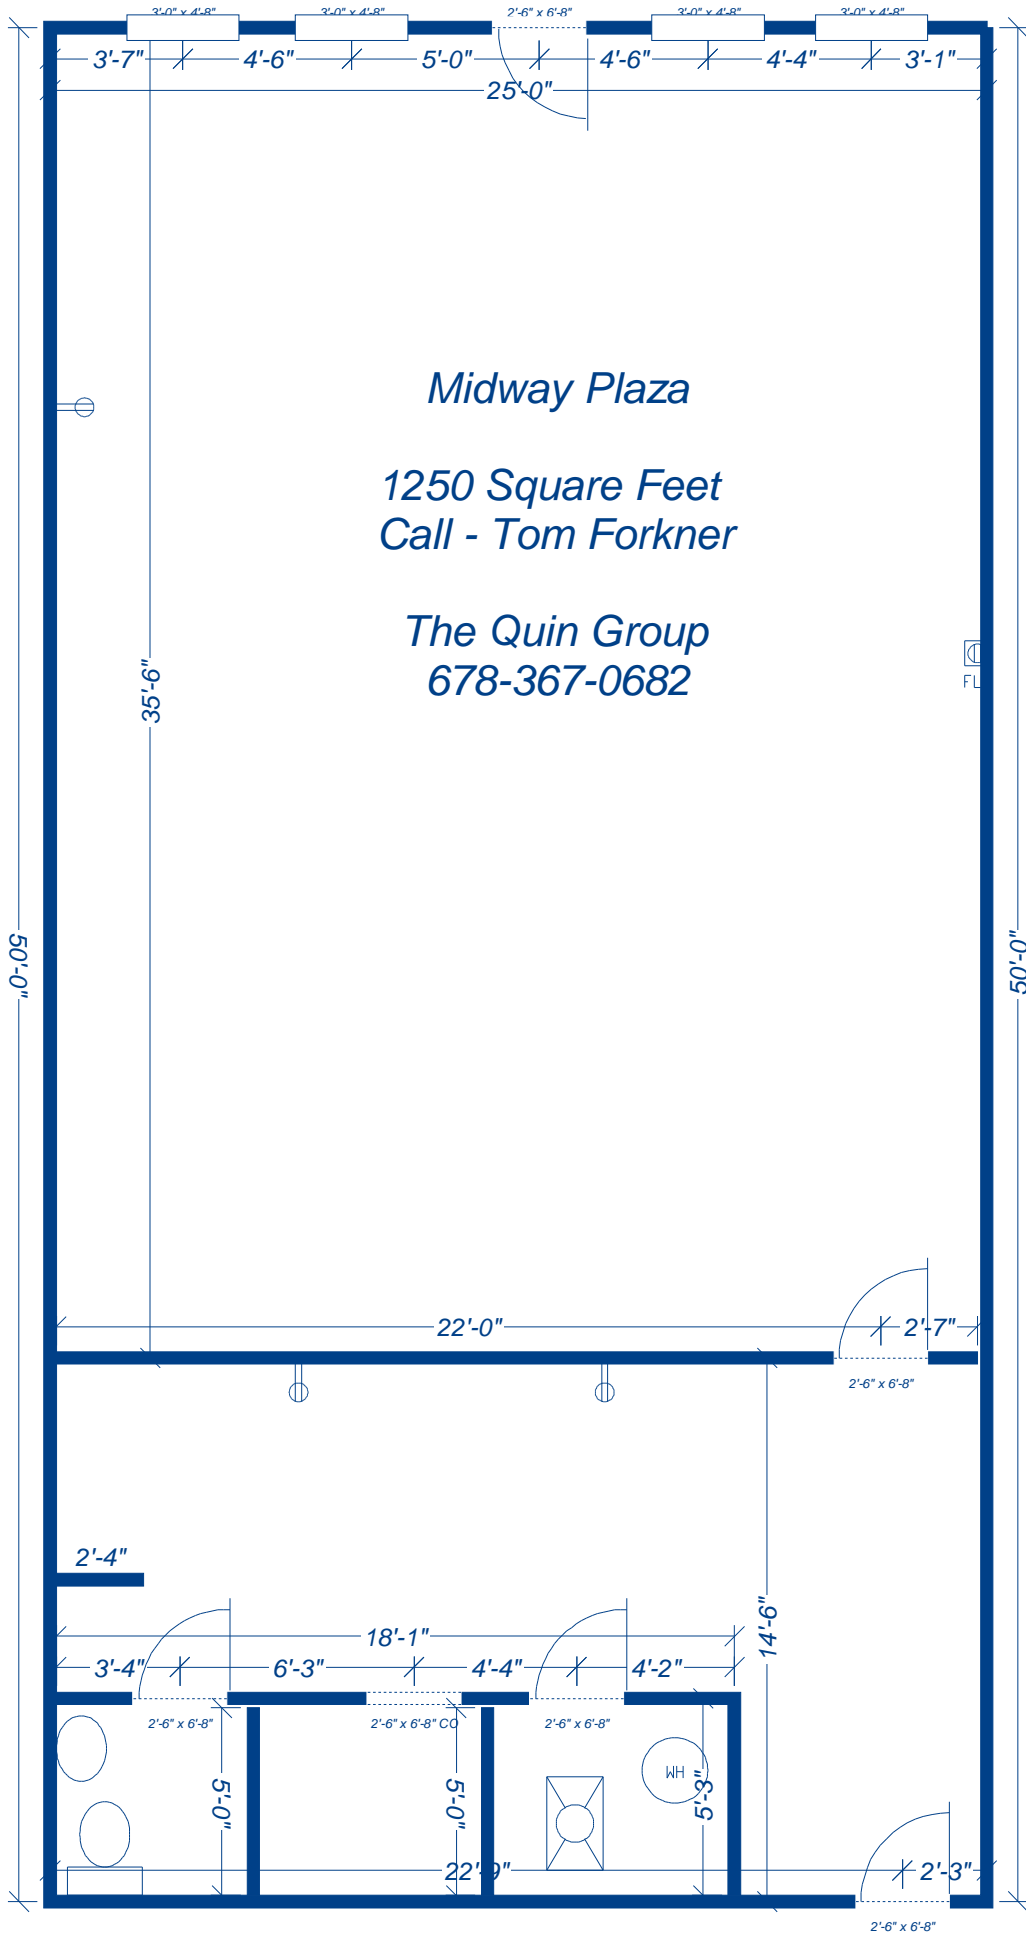 3'-0" x 4'-8"
3'-0" x 4'-8"
2'-6" x 6'-8"
3'-0" x 4'-8"
3'-0" x 4'-8"
3'-7"
4'-6"
5'-0"
4'-6"
4'-4"
3'-1"
25'-0"
Midway Plaza
1250 Square Feet
Call - Tom Forkner
The Quin Group
678-367-0682
35'-6"
FL
50'-0"
50'-0"
22'-0"
2'-7"
2'-6" x 6'-8"
2'-4"
14'-6"
18'-1"
3'-4"
6'-3"
4'-4"
4'-2"
2'-6" x 6'-8"
2'-6" x 6'-8" CO
2'-6" x 6'-8"
WH
5'-0"
5'-0"
5'-3"
22'-9"
2'-3"
2'-6" x 6'-8"